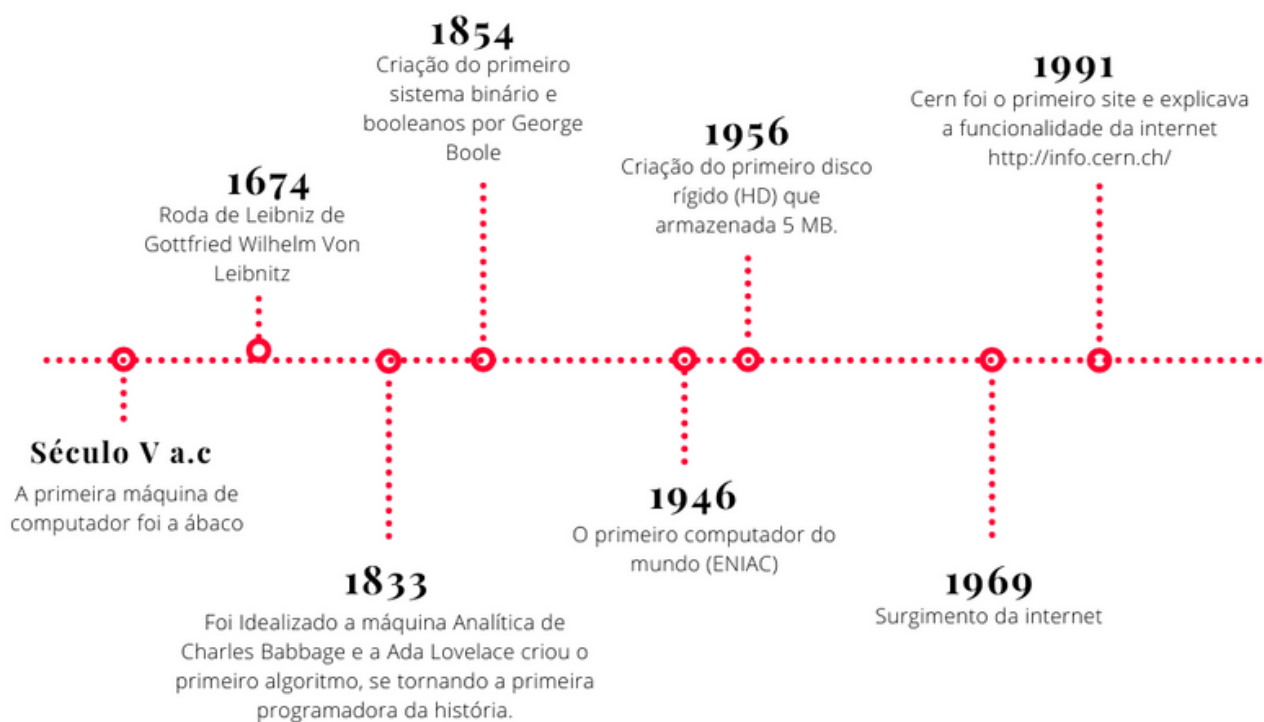 Século V a.c
A primeira máquina de
computador foi a ábaco
1674
Roda de Leibniz de
Gottfried Wilhelm Von
Leibnitz
1833
Foi Idealizado a máquina Analítica de
Charles Babbage e a Ada Lovelace criou o
primeiro algoritmo, se tornando a primeira
programadora da história.
1854
Criação do primeiro
sistema binário e
booleanos por George
Boole
1946
O primeiro computador do
mundo (ENIAC)
1956
Criação do primeiro disco
rígido (HD) que
armazenada 5 MB.
1969
Surgimento da internet
1991
Cern foi o primeiro site e explicava
a funcionalidade da internet
http://info.cern.ch/